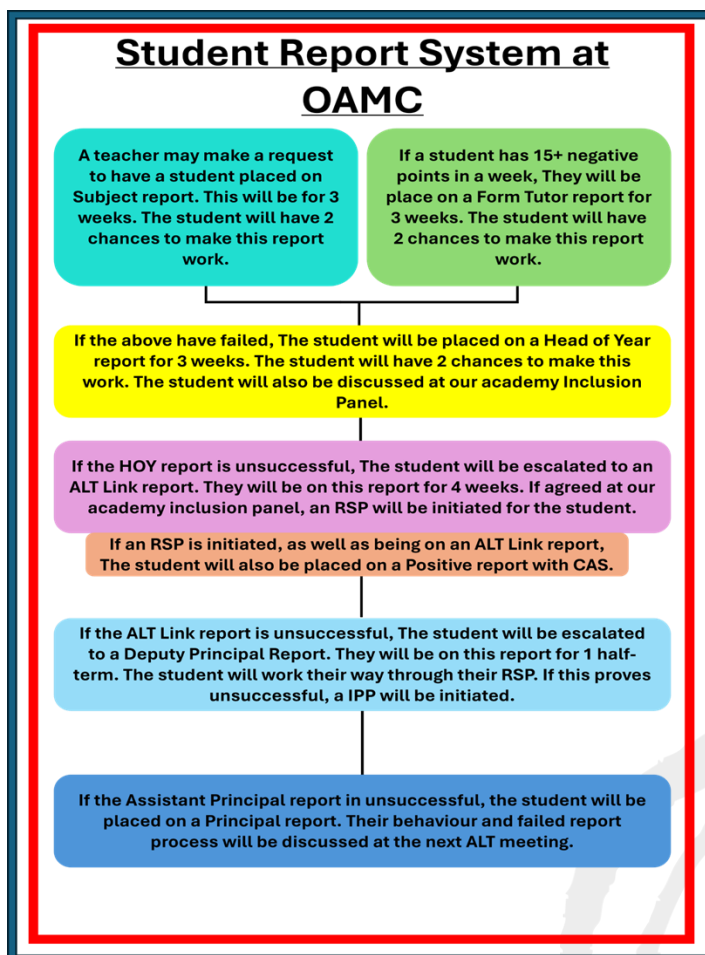 Student Report System at
OAMC
A teacher may make a request
to have a student placed on
Subject report. This will be for 3
weeks. The student will have 2
chances to make this report
work.
If a student has 15+ negative
points in a week, They will be
place on a Form Tutor report for
3 weeks. The student will have
2 chances to make this report
work.
If the above have failed, The student will be placed on a Head of Year
report for 3 weeks. The student will have 2 chances to make this
work. The student will also be discussed at our academy Inclusion
Panel.
If the HOY report is unsuccessful, The student will be escalated to an
ALT Link report. They will be on this report for 4 weeks. If agreed at our
academy inclusion panel, an RSP will be initiated for the student.
If an RSP is initiated, as well as being on an ALT Link report,
The student will also be placed on a Positive report with CAS.
If the ALT Link report is unsuccessful, The student will be escalated
to a Deputy Principal Report. They will be on this report for 1 half-
term. The student will work their way through their RSP. If this proves
unsuccessful, a IPP will be initiated.
If the Assistant Principal report in unsuccessful, the student will be
placed on a Principal report. Their behaviour and failed report
process will be discussed at the next ALT meeting.